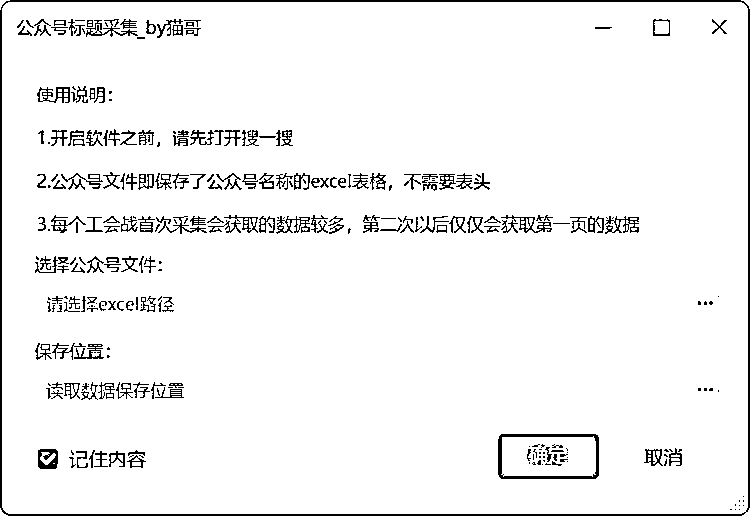 公众号标题采集_by猫哥
使用说明：
1.开启软件之前，请先打开搜一搜
2.公众号文件即保存了公众号名称的excel表格，不需要表头
3.每个工会战首次采集会获取的数据较多，第二次以后仅仅会获取第一页的数据
选择公众号文件：
请选择excel路径
...
保存位置：
读取数据保存位置
...
记住内容
确定
取消